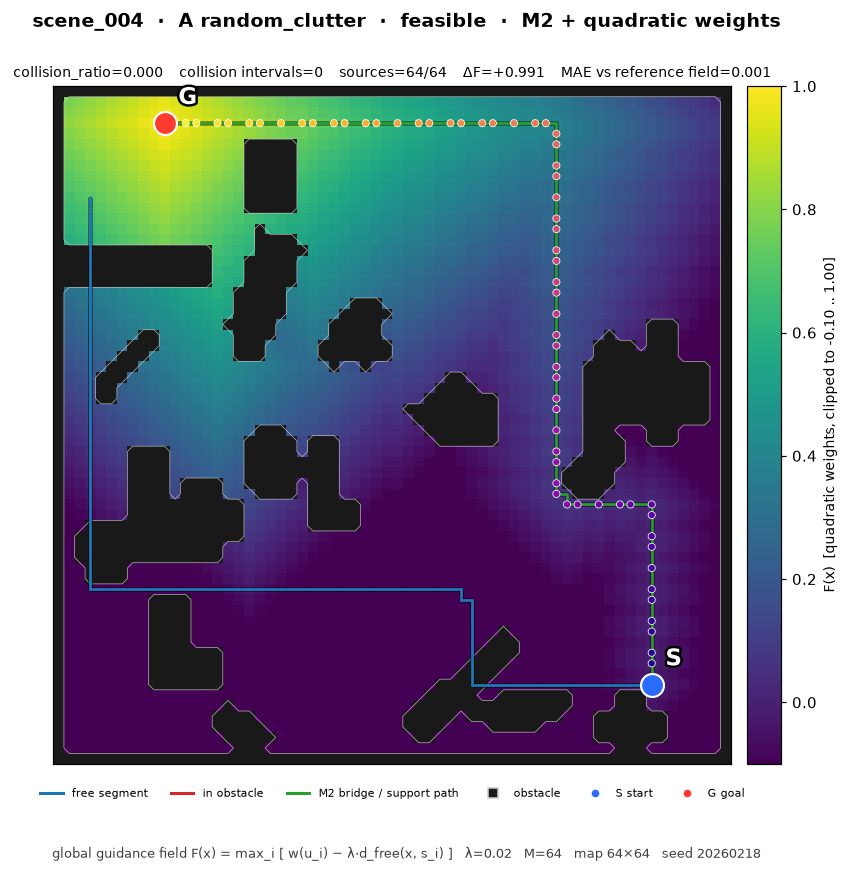 scene_004 · A random_clutter · feasible · M2 + quadratic weights
collision_ratio=0.000 collision intervals=0 sources=64/64 ΔF=+0.991 MAE vs reference field=0.001
G
S
1.0
0.8
0.6
0.4
0.2
0.0
F(x) [quadratic weights, clipped to -0.10 .. 1.00]
free segment
in obstacle
M2 bridge / support path
obstacle
S start
G goal
global guidance field F(x) = max_i [ w(u_i) − λ·d_free(x, s_i) ] λ=0.02 M=64 map 64×64 seed 20260218